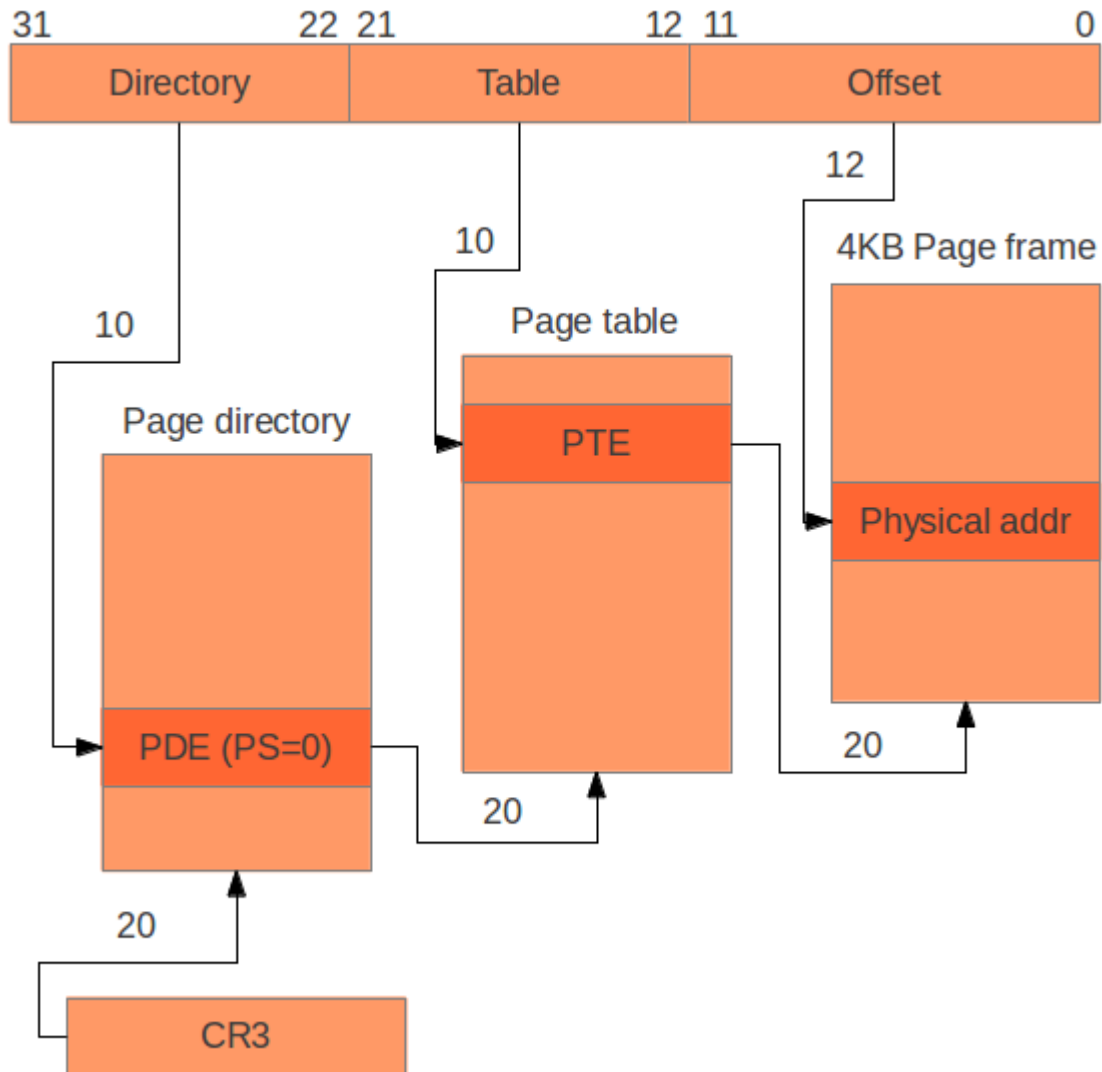 31 22 21 12 11 0
Directory Table Offset
12
10
4KB Page frame
10
Page table
Page directory
PTE
Physical addr
PDE (PS=0)
20
20
20
CR3